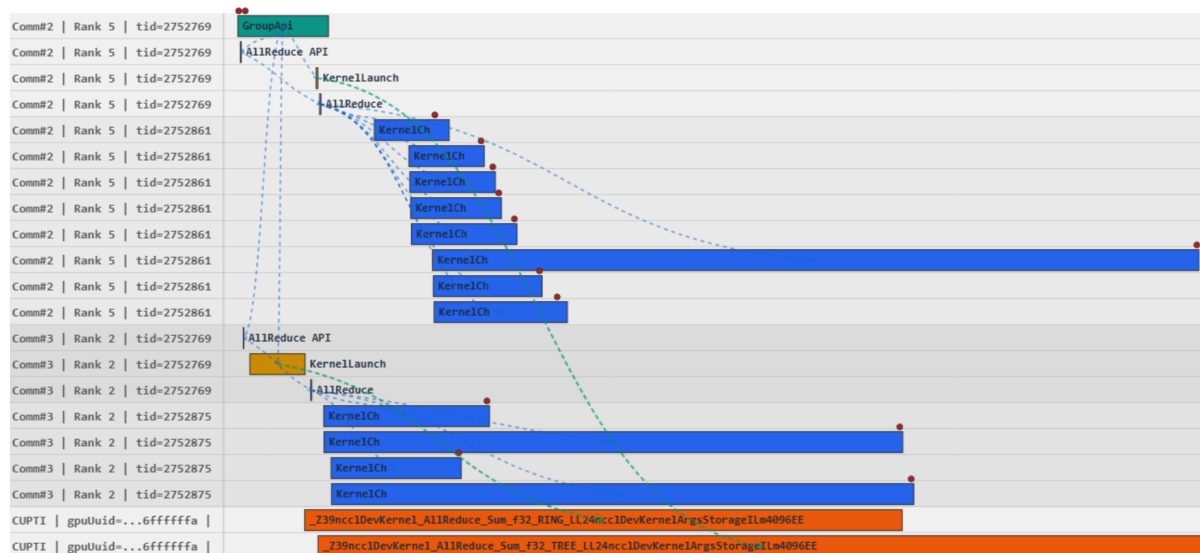 Comm#2 | Rank 5 | tid=2752769 GroupApi
Comm#2 | Rank 5 | tid=2752769 AllReduce API
Comm#2 | Rank 5 | tid=2752769 KernelLaunch
Comm#2 | Rank 5 | tid=2752769 AllReduce
Comm#2 | Rank 5 | tid=2752861 KernelCh
Comm#2 | Rank 5 | tid=2752861 KernelCh
Comm#2 | Rank 5 | tid=2752861 KernelCh
Comm#2 | Rank 5 | tid=2752861 KernelCh
Comm#2 | Rank 5 | tid=2752861 KernelCh
Comm#2 | Rank 5 | tid=2752861 KernelCh
Comm#2 | Rank 5 | tid=2752861 KernelCh
Comm#2 | Rank 5 | tid=2752861 KernelCh
Comm#3 | Rank 2 | tid=2752769 AllReduce API
Comm#3 | Rank 2 | tid=2752769 KernelLaunch
Comm#3 | Rank 2 | tid=2752769 AllReduce
Comm#3 | Rank 2 | tid=2752875 KernelCh
Comm#3 | Rank 2 | tid=2752875 KernelCh
Comm#3 | Rank 2 | tid=2752875 KernelCh
Comm#3 | Rank 2 | tid=2752875 KernelCh
CUPTI | gpuUuid=...6ffffffa | _Z39ncclDevKernel_AllReduce_Sum_f32_RING_LL24ncclDevKernelArgsStorageILm4096EE
CUPTI | gpuUuid=...6ffffffa | _Z39ncclDevKernel_AllReduce_Sum_f32_TREE_LL24ncclDevKernelArgsStorageILm4096EE